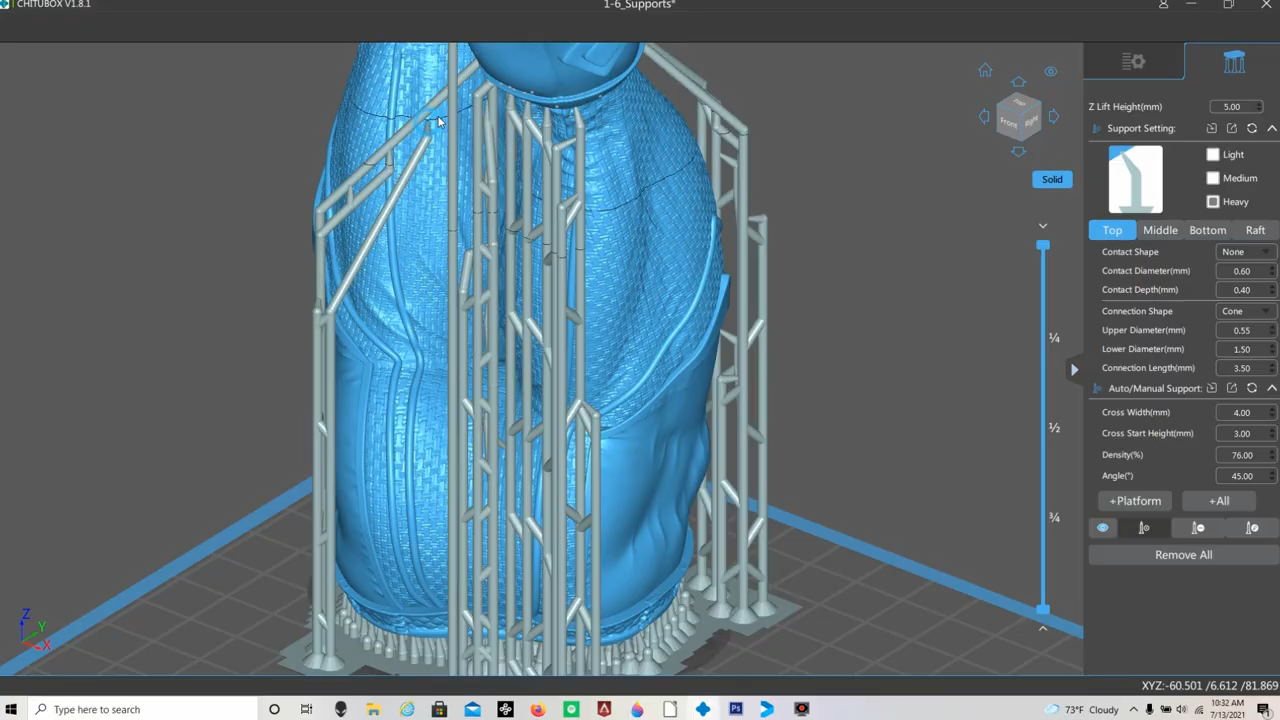 CHITUBOX V1.8.1
1-6_Supports*
Z Lift Height(mm) 5.00
Support Setting:
Light
Medium
Heavy
Top Middle Bottom Raft
Contact Shape None
Contact Diameter(mm) 0.60
Contact Depth(mm) 0.40
Connection Shape Cone
Upper Diameter(mm) 0.55
Lower Diameter(mm) 1.50
Connection Length(mm) 3.50
Auto/Manual Support:
Cross Width(mm) 4.00
Cross Start Height(mm) 3.00
Density(%) 76.00
Angle(°) 45.00
+Platform +All
Remove All
Top
Front Right
Solid
¼
½
¾
Z
Y
X
XYZ:-60.501 /6.612 /81.869
Type here to search
Ps
73°F Cloudy
10:32 AM
7/13/2021